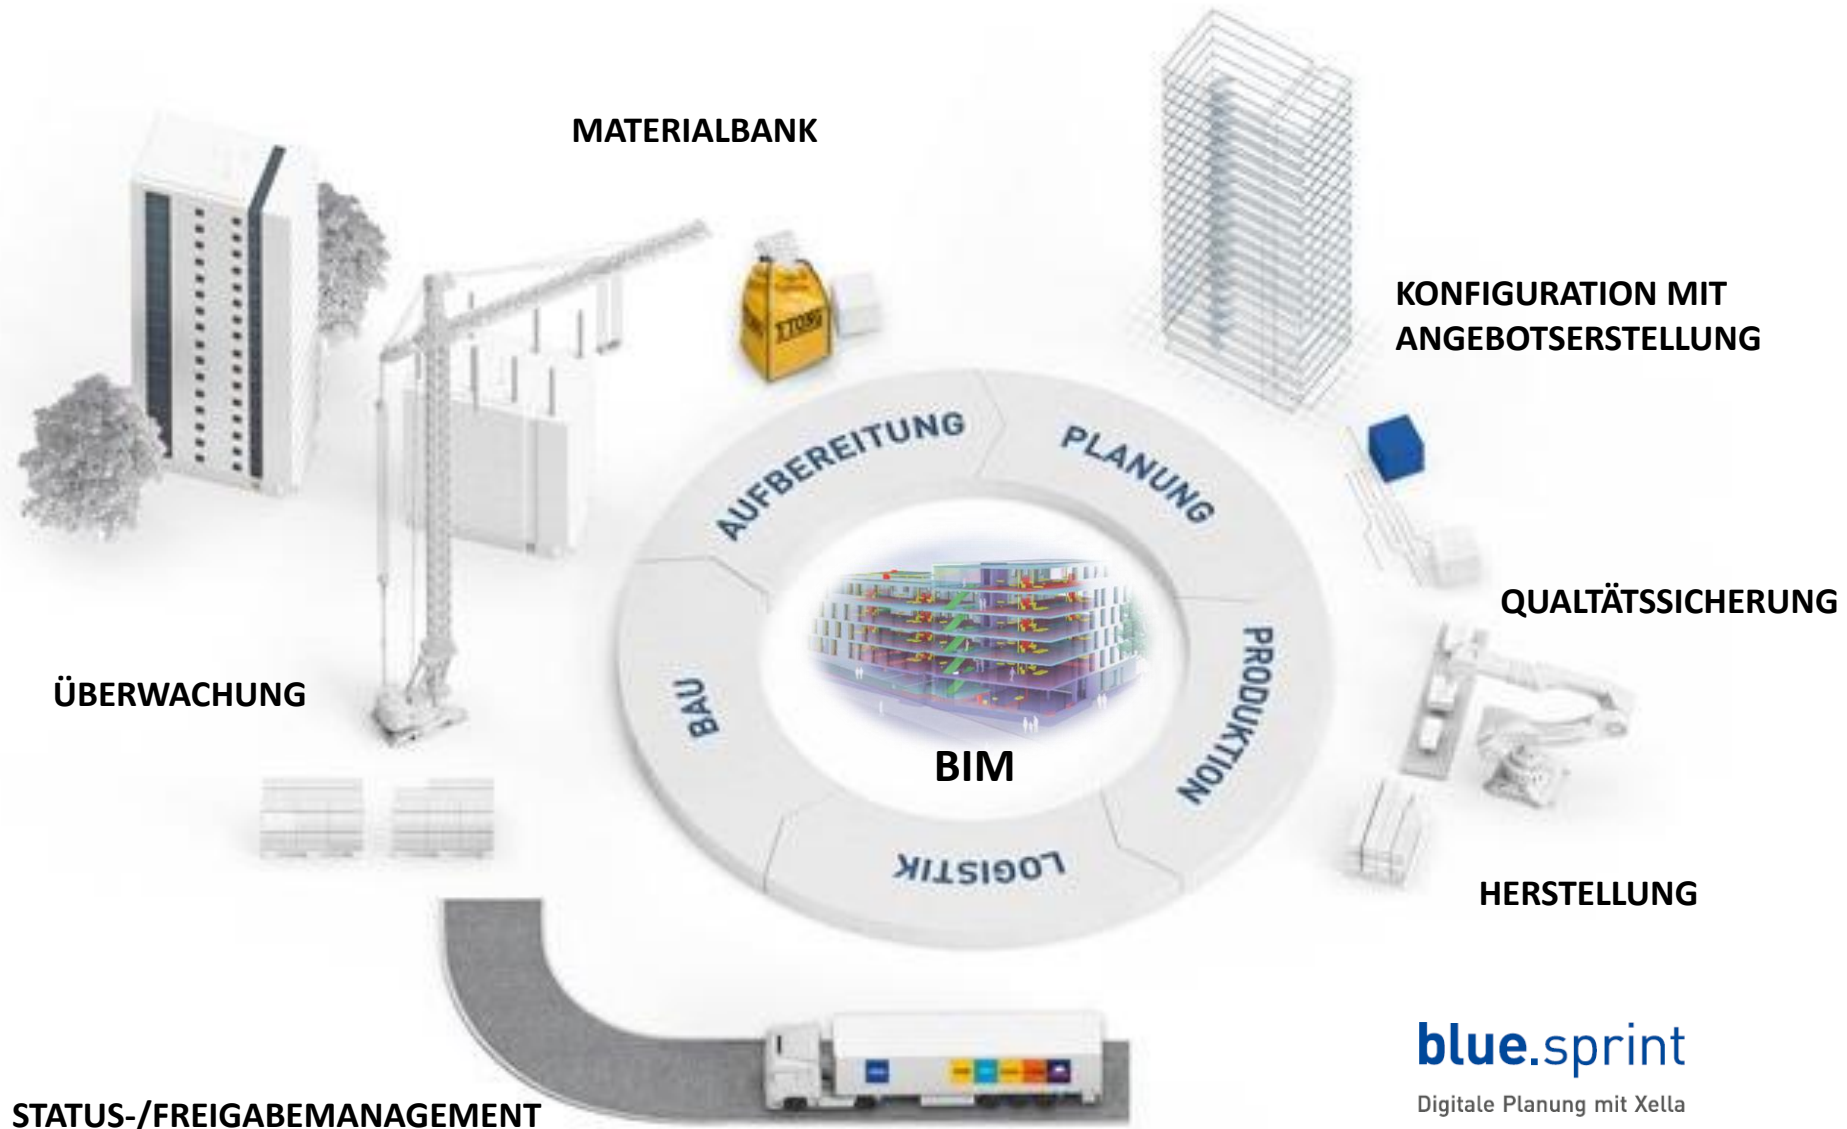 MATERIALBANK
KONFIGURATION MIT
ANGEBOTSERSTELLUNG
YTONG
AUFBEREITUNG
PLANUNG
QUALTÄTSSICHERUNG
PRODUKTION
ÜBERWACHUNG
BAU
BIM
LOGISTIK
HERSTELLUNG
blue.sprint
Digitale Planung mit Xella
STATUS-/FREIGABEMANAGEMENT